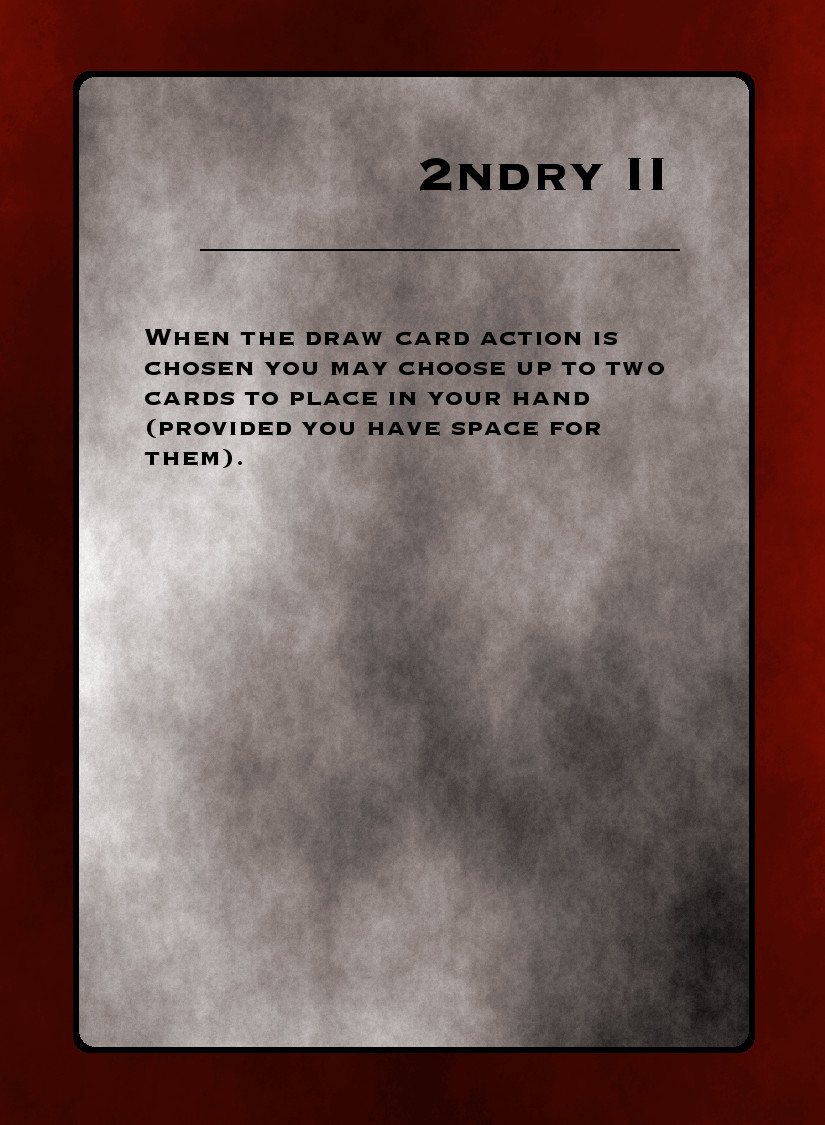 2ndry II
When the draw card action is
chosen you may choose up to two
cards to place in your hand
(provided you have space for
them).